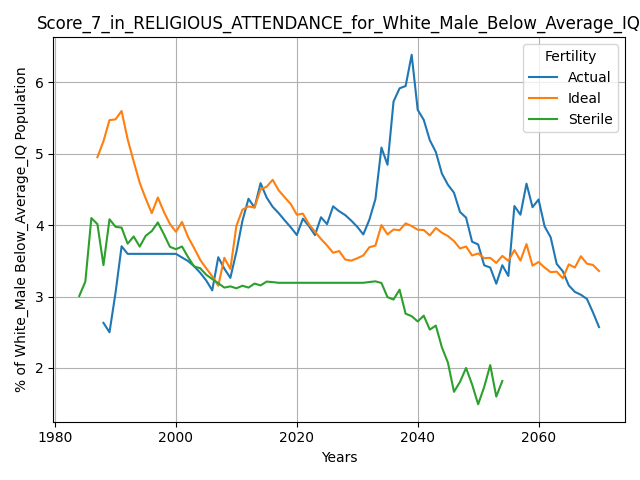 Score_7_in_RELIGIOUS_ATTENDANCE_for_White_Male_Below_Average_IQ
% of White_Male Below_Average_IQ Population
6
5
4
3
2
1980
2000
2020
2040
2060
Years
Fertility
Actual
Ideal
Sterile